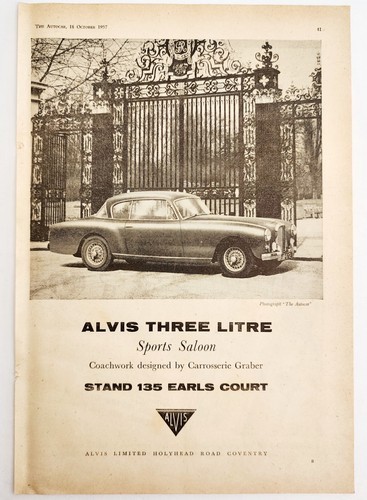 The Autocar, 18 October 1957 41
Photograph "The Autocar"
ALVIS THREE LITRE
Sports Saloon
Coachwork designed by Carrosserie Graber
STAND 135 EARLS COURT
ALVIS
ALVIS LIMITED HOLYHEAD ROAD COVENTRY